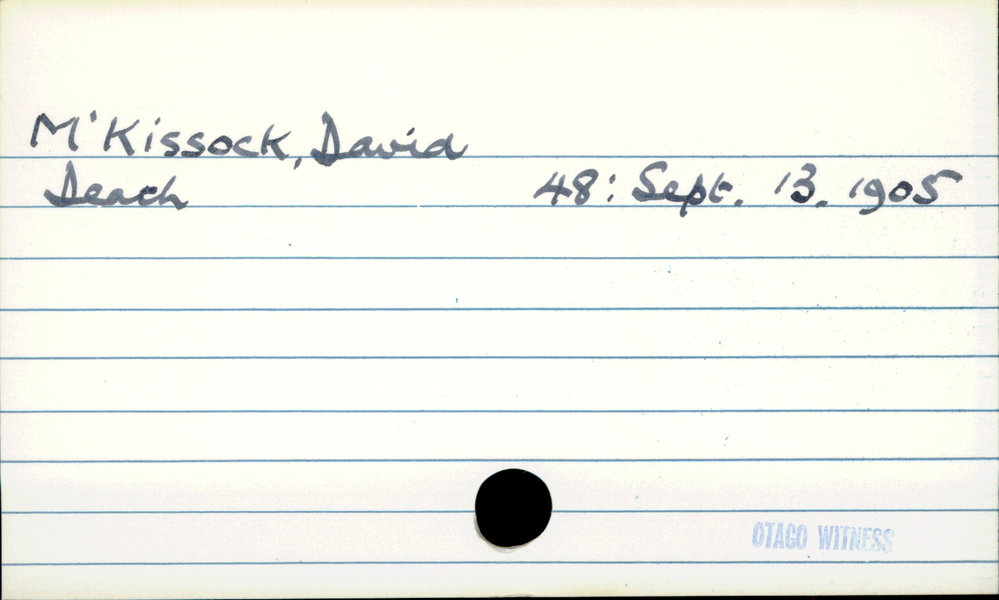 M'Kissock, David
Death 48: Sept. 13. 1905
OTAGO WITNESS